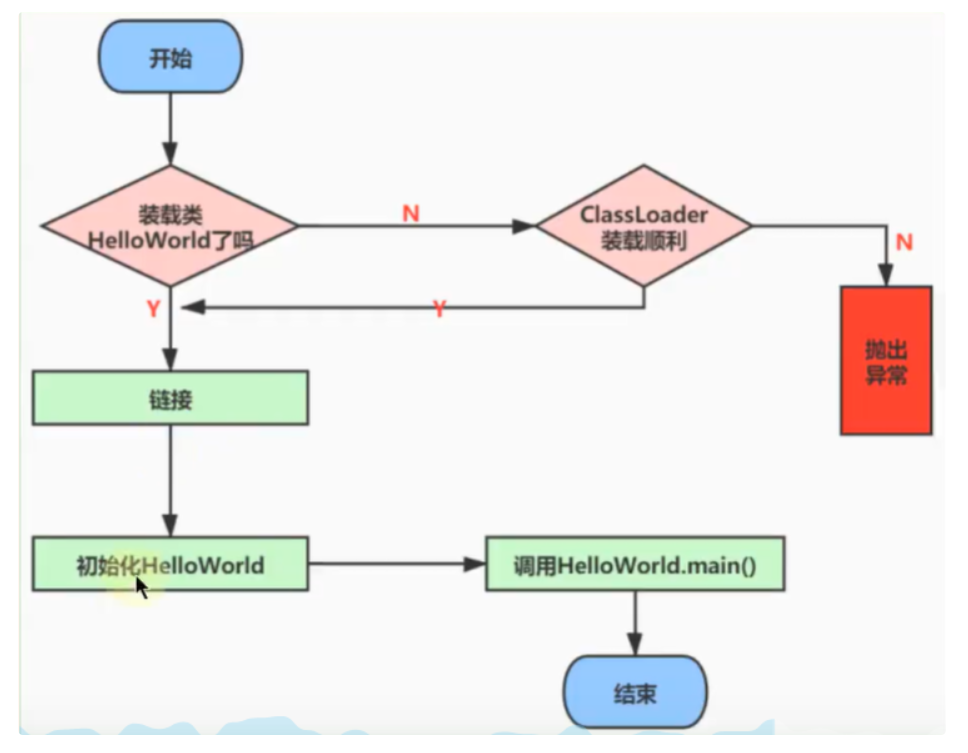 开始
装载类
HelloWorld了吗
N
ClassLoader
装载顺利
N
Y
Y
抛出
异常
链接
初始化HelloWorld
调用HelloWorld.main()
结束